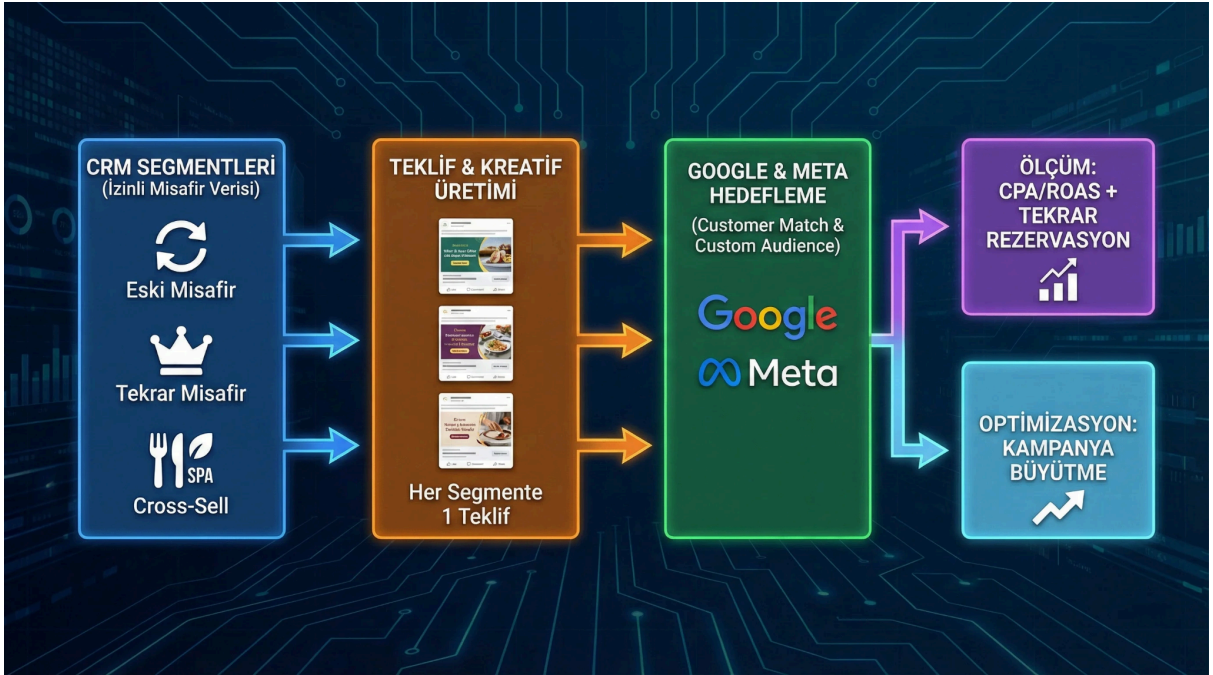 CRM SEGMENTLERİ
(İzinli Misafir Verisi)
Eski Misafir
Tekrar Misafir
SPA
Cross-Sell
TEKLİF & KREATİF
ÜRETİMİ
Her Segmente
1 Teklif
GOOGLE & META
HEDEFLEME
(Customer Match &
Custom Audience)
Google
Meta
ÖLÇÜM:
CPA/ROAS +
TEKRAR
REZERVASYON
OPTİMİZASYON:
KAMPANYA
BÜYÜTME